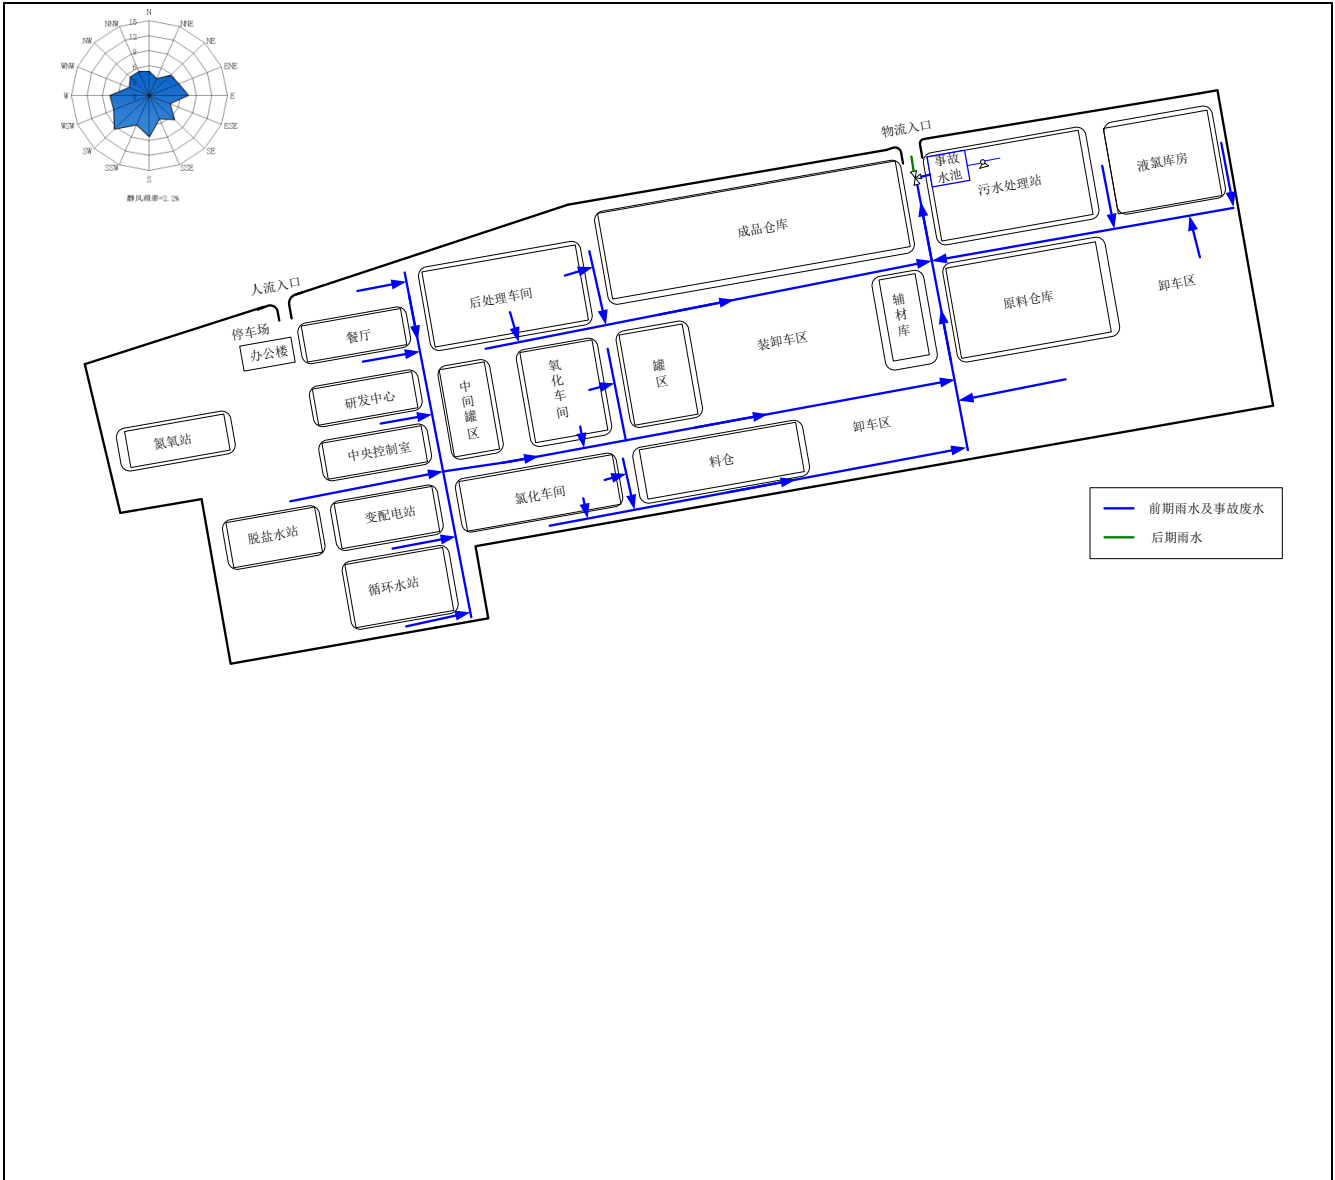 N
NNE
NE
ENE
E
ESE
SE
SSE
S
SSW
SW
WSW
W
WNW
NW
NNW
15
12
9
6
3
0
静风频率=2.2%
物流入口
事故
水池
污水处理站
液氯库房
成品仓库
人流入口
后处理车间
停车场
办公楼
餐厅
辅
材
库
原料仓库
卸车区
装卸车区
研发中心
中
间
罐
区
氧
化
车
间
罐
区
氮氧站
中央控制室
卸车区
料仓
氯化车间
脱盐水站
变配电站
循环水站
前期雨水及事故废水
后期雨水